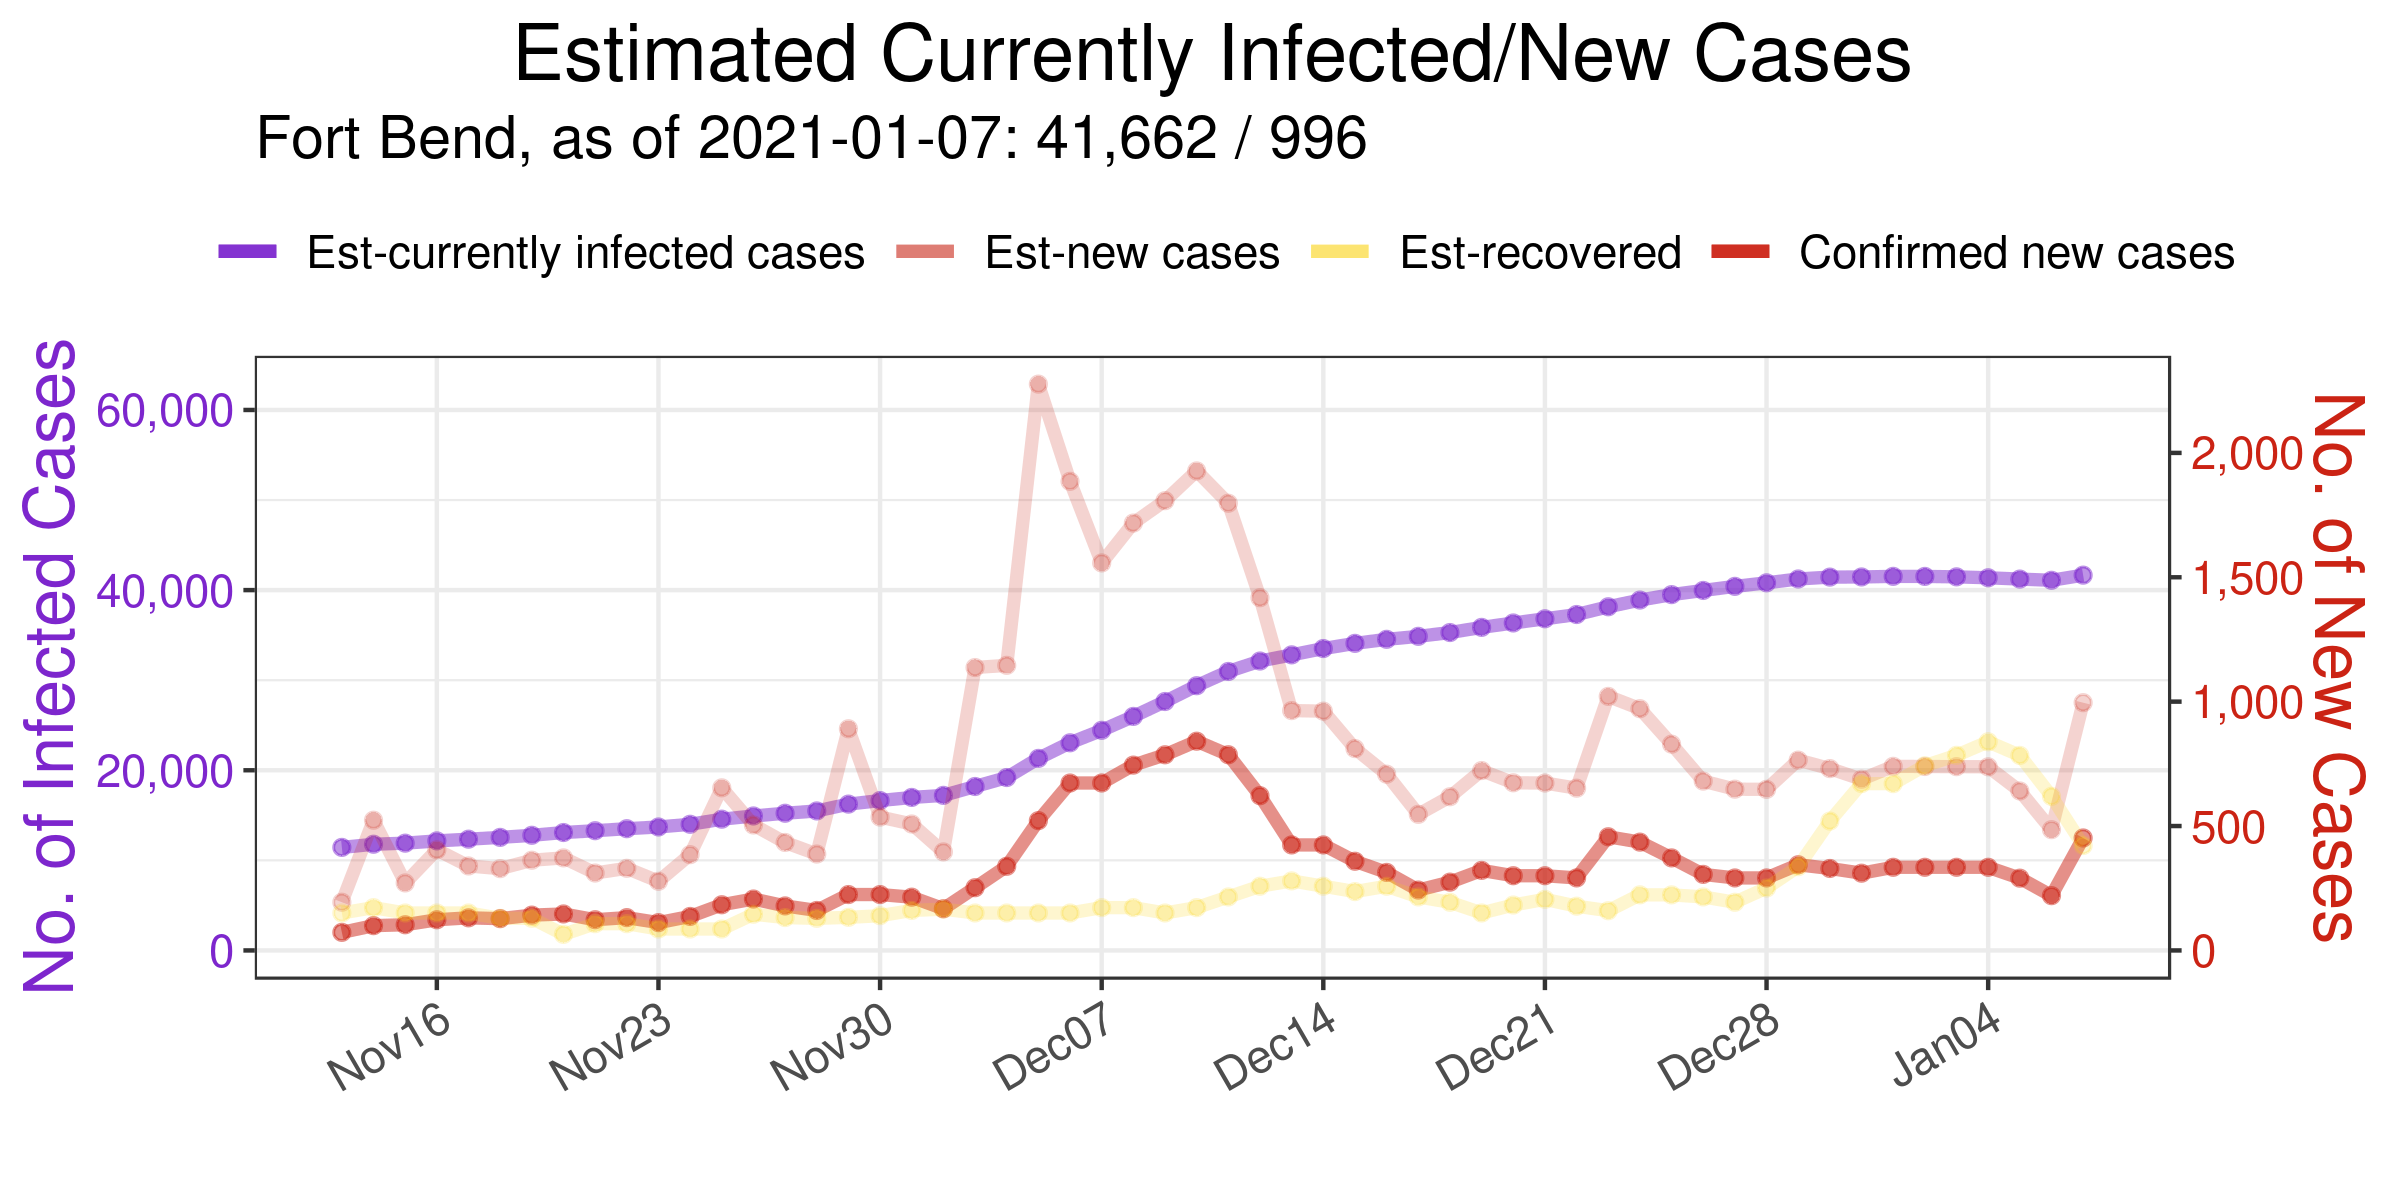 Estimated Currently Infected/New Cases
Fort Bend, as of 2021-01-07: 41,662 / 996
Est-currently infected cases Est-new cases Est-recovered Confirmed new cases
No. of Infected Cases
60,000
40,000
20,000
0
2,000
1,500
1,000
500
0
No. of New Cases
Nov16 Nov23 Nov30 Dec07 Dec14 Dec21 Dec28 Jan04